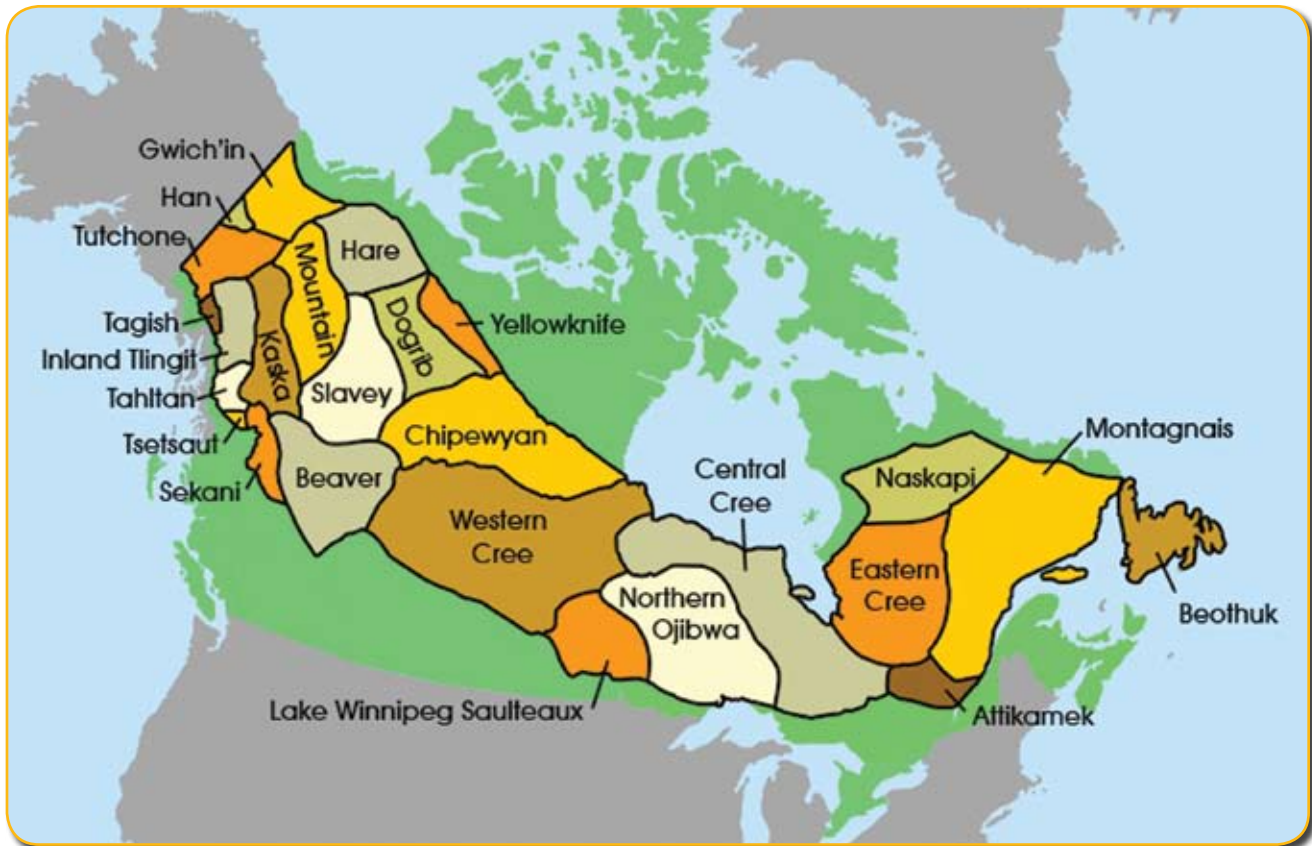 Gwich'in
Han
Tutchone
Mountain
Hare
Tagish
Inland Tlingit
Tahltan
Tsetsaut
Sekani
Kaska
Slavey
Dogrib
Yellowknife
Beaver
Chipewyan
Western
Cree
Central
Cree
Northern
Ojibwa
Lake Winnipeg Saulteaux
Naskapi
Montagnais
Eastern
Cree
Beothuk
Attikamek